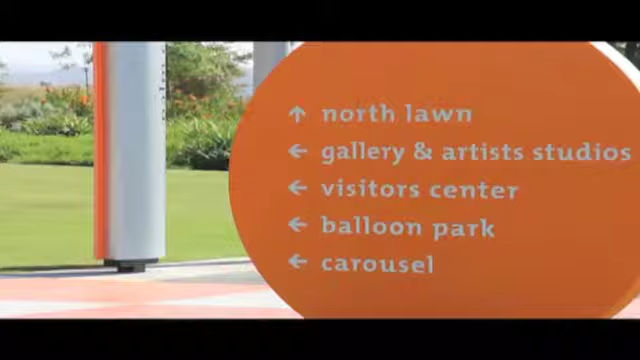 ↑ north lawn
← gallery & artists studios
← visitors center
← balloon park
← carousel